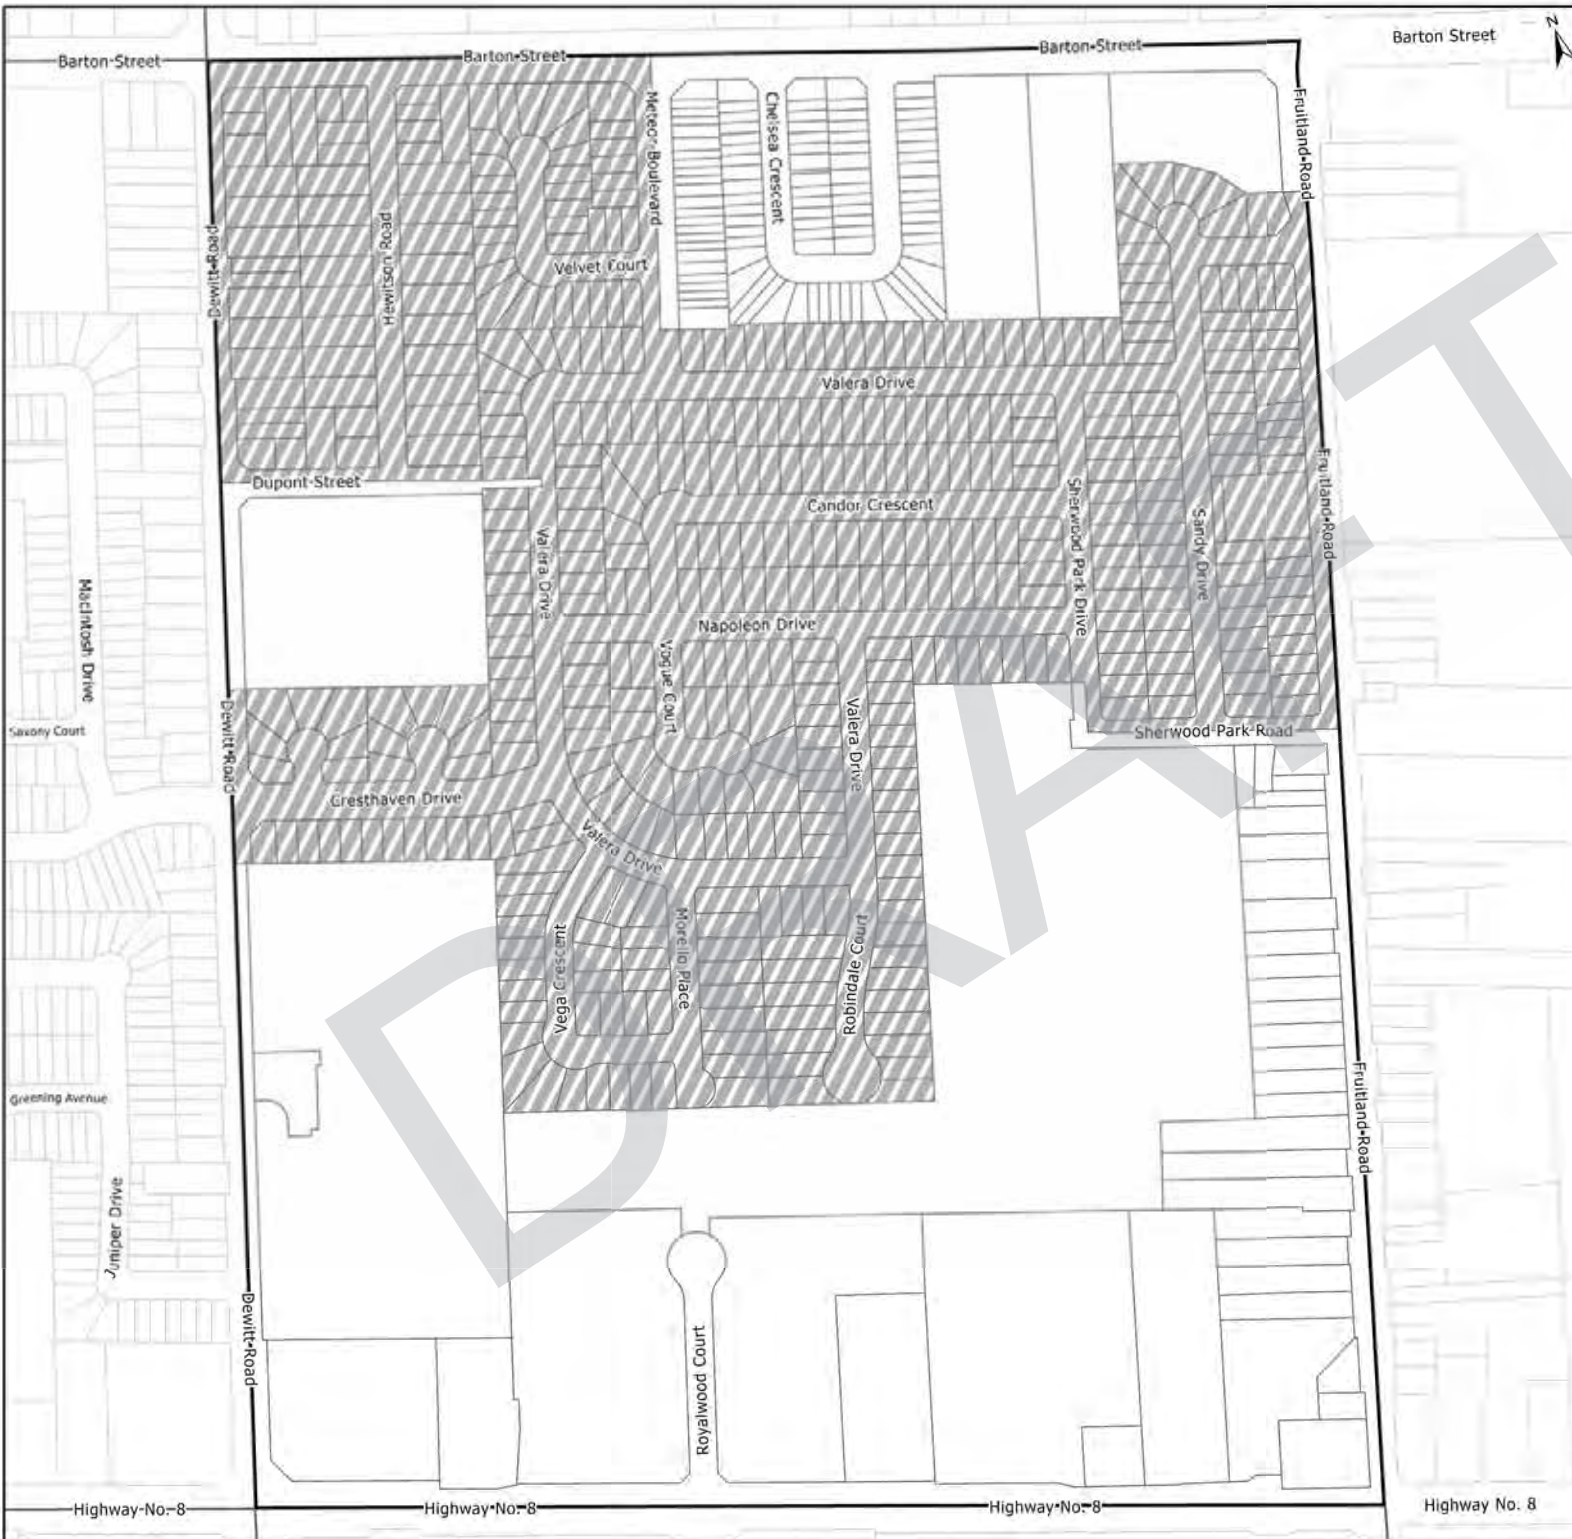 Barton Street
Barton Street
Barton Street
Barton Street
N
Fruitland Road
Meteor Boulevard
Chelsea Crescent
Dewitt Road
Hewitson Road
Velvet Court
Valera Drive
Dupont Street
Candor Crescent
Sherwood Park Drive
Sandy Drive
Fruitland Road
Valera Drive
MacIntosh Drive
Napoleon Drive
Vogue Court
Valera Drive
Savony Court
Dewitt Road
Sherwood Park Road
Cresthaven Drive
Valera Drive
Vega Crescent
Morello Place
Robindale Court
Greening Avenue
Fruitland Road
Juniper Drive
Dewitt Road
Royalwood Court
Highway No. 8
Highway No. 8
Highway No. 8
Highway No. 8
DRAFT